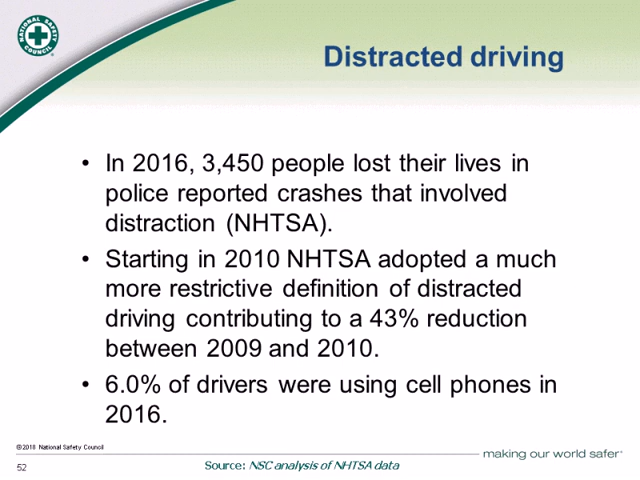 NATIONAL SAFETY COUNCIL
Distracted driving
• In 2016, 3,450 people lost their lives in
police reported crashes that involved
distraction (NHTSA).
• Starting in 2010 NHTSA adopted a much
more restrictive definition of distracted
driving contributing to a 43% reduction
between 2009 and 2010.
• 6.0% of drivers were using cell phones in
2016.
©2018 National Safety Council
making our world safer™
52
Source: NSC analysis of NHTSA data